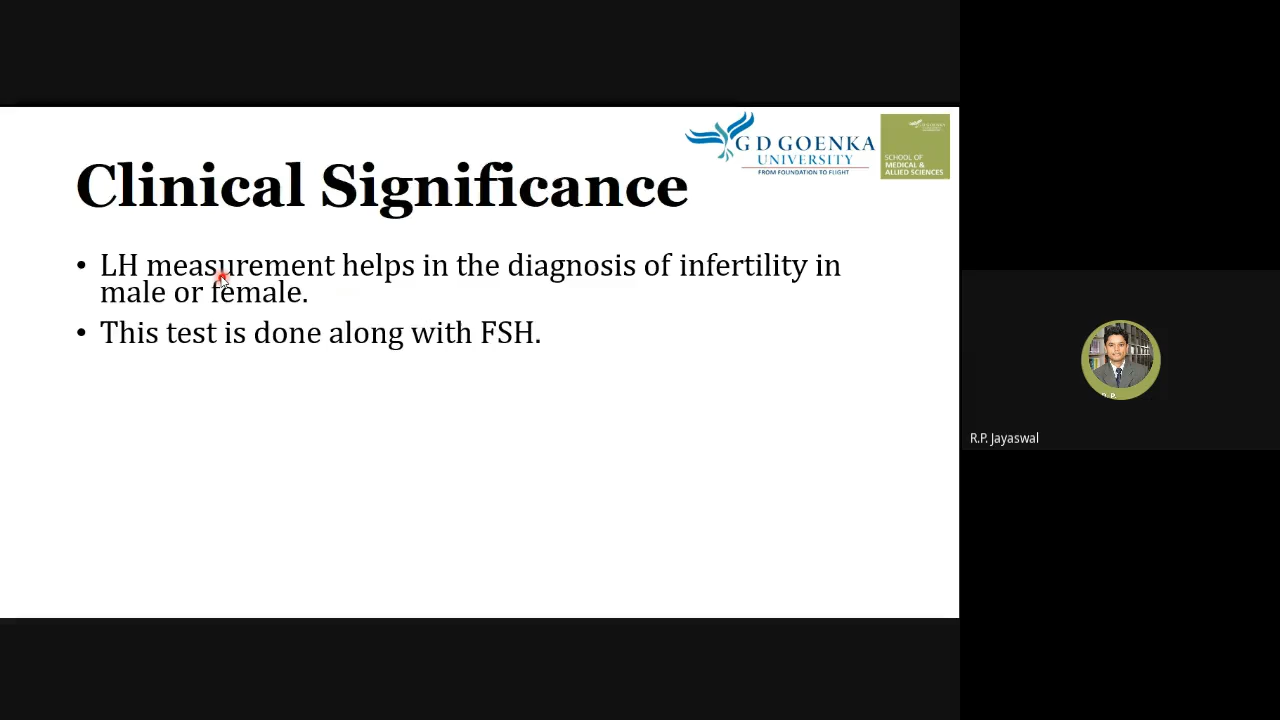 G D GOENKA
UNIVERSITY
FROM FOUNDATION TO FLIGHT
SCHOOL OF
MEDICAL &
ALLIED SCIENCES
Clinical Significance
• LH measurement helps in the diagnosis of infertility in
male or female.
• This test is done along with FSH.
R.P. Jayaswal